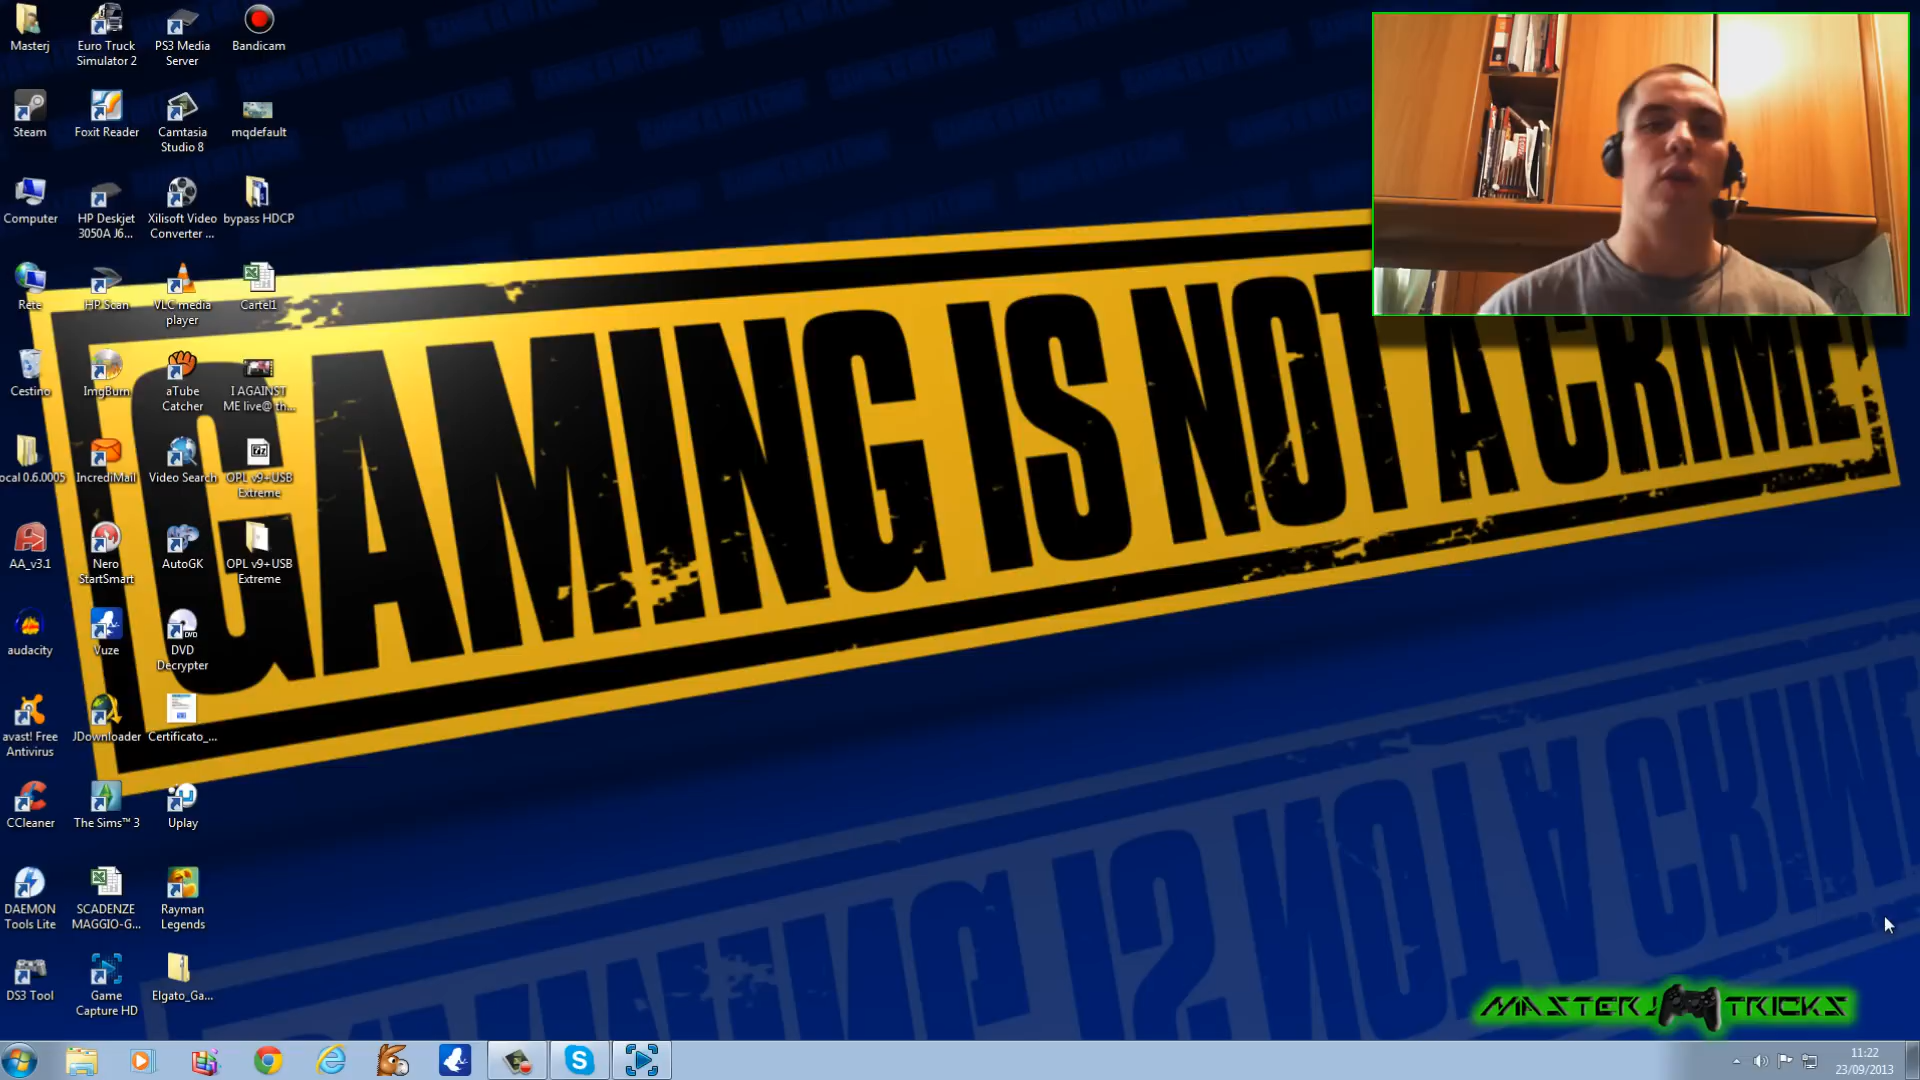 Masterj
Euro Truck
Simulator 2
PS3 Media
Server
Bandicam
Steam
Foxit Reader
Camtasia
Studio 8
mqdefault
Computer
HP Deskjet
3050A J6...
Xilisoft Video
Converter ...
bypass HDCP
Rete
HP Scan
VLC media
player
Cartel1
Cestino
ImgBurn
aTube
Catcher
I AGAINST
ME live@ th...
ocal 0.6.0005
IncrediMail
Video Search
OPL v9+USB
Extreme
AA_v3.1
Nero
StartSmart
AutoGK
OPL v9+USB
Extreme
audacity
Vuze
DVD
Decrypter
avast! Free
Antivirus
JDownloader
Certificato_...
CCleaner
The Sims™ 3
Uplay
DAEMON
Tools Lite
SCADENZE
MAGGIO-G...
Rayman
Legends
DS3 Tool
Game
Capture HD
Elgato_Ga...
GAMING IS NOT A CRIME
MASTERJ TRICKS
11:22
23/09/2013